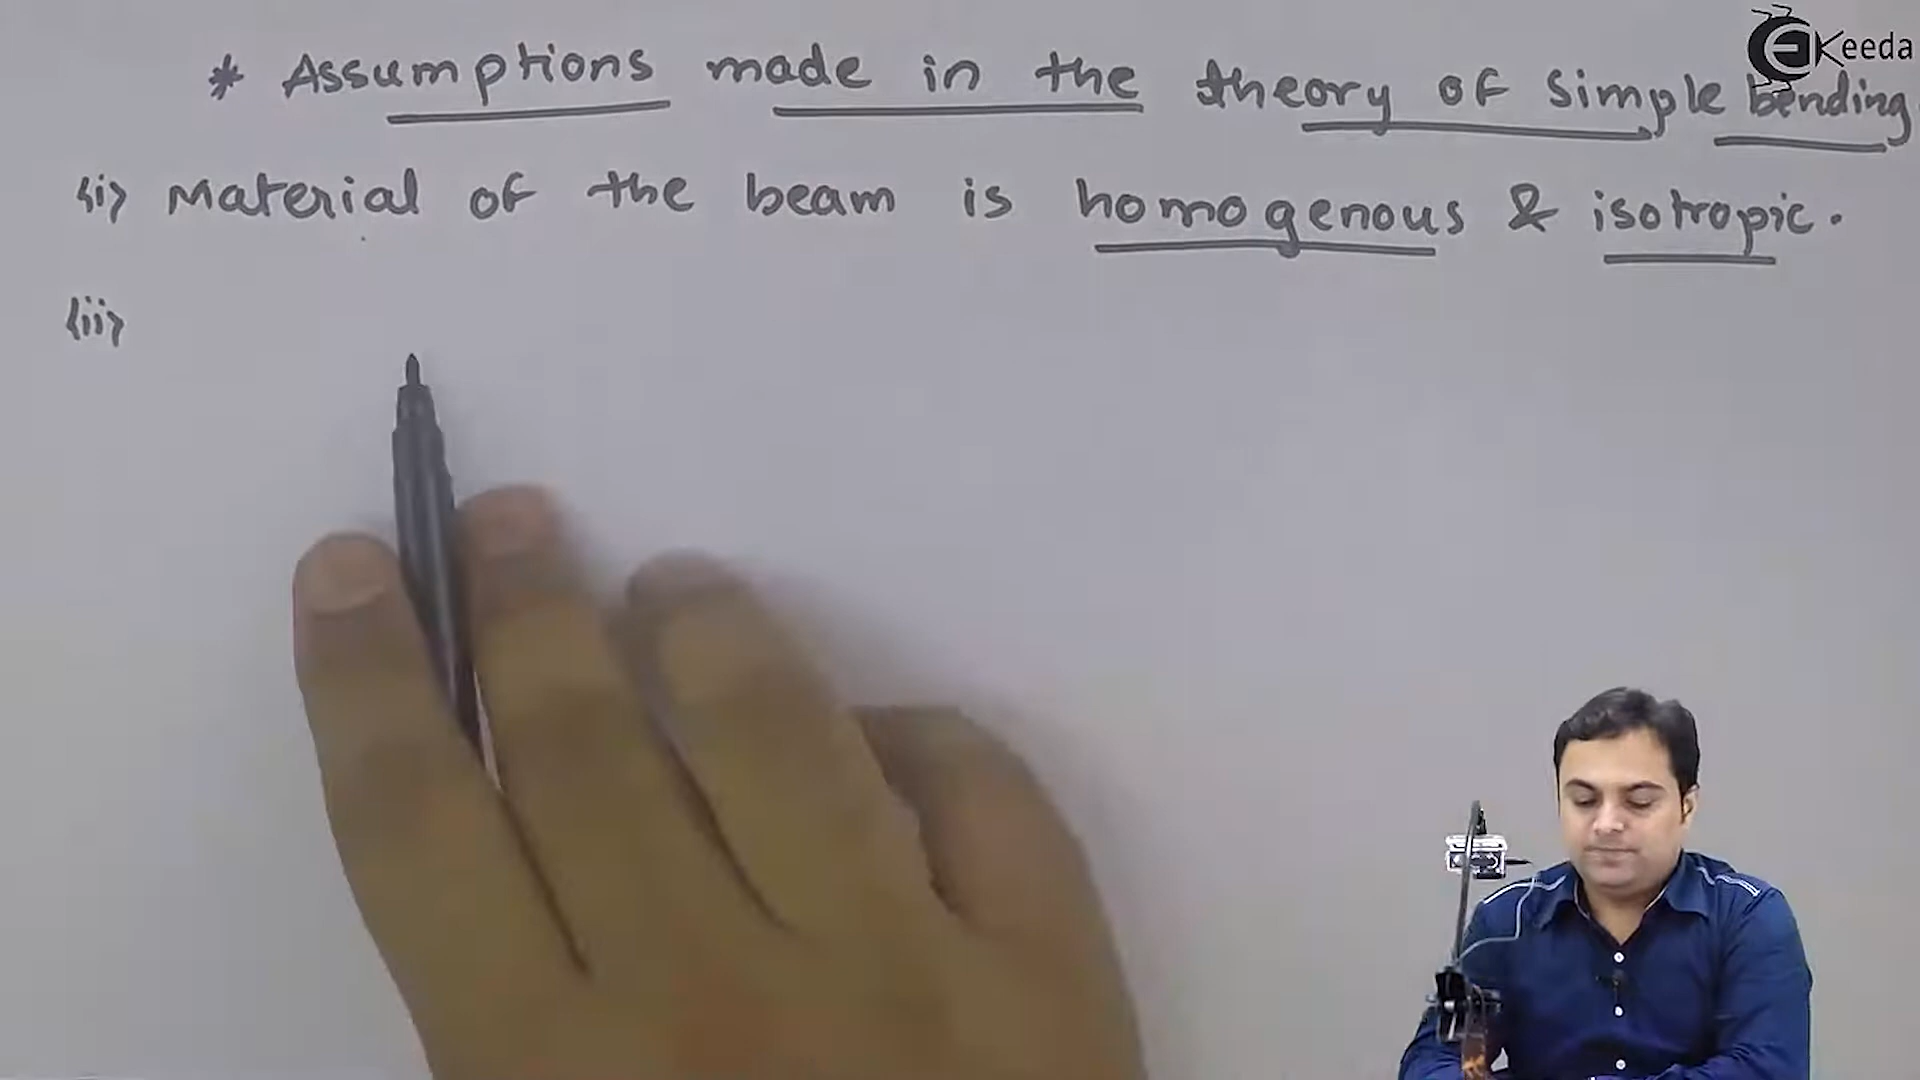 * Assumptions made in the theory of simple bending
(i) Material of the beam is homogenous & isotropic.
(ii)
Ekeeda